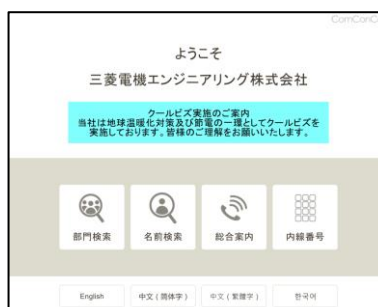 ComConC
ようこそ
三菱電機エンジニアリング株式会社
クールビズ実施のご案内
当社は地球温暖化対策及び節電の一環としてクールビズを
実施しております。皆様のご理解をお願いいたします。
部門検索 名前検索 総合案内 内線番号
English 中文(简体字) 中文(繁體字) 한국어